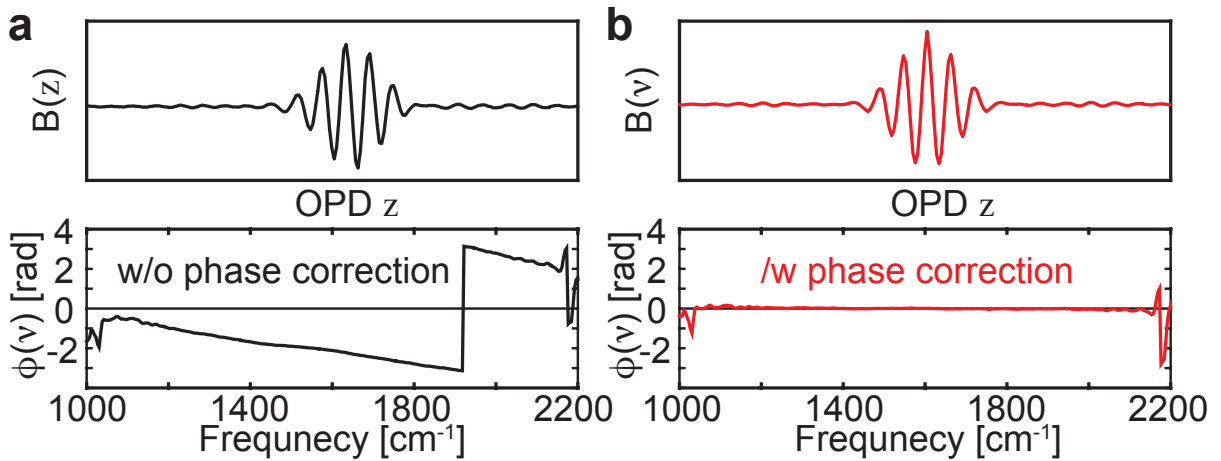 a
B(z)
OPD z
ϕ(ν) [rad]
4
2
0
-2
w/o phase correction
1000 1400 1800 2200
Frequnecy [cm-1]
b
B(ν)
OPD z
ϕ(ν) [rad]
4
2
0
-2
/w phase correction
1000 1400 1800 2200
Frequnecy [cm-1]